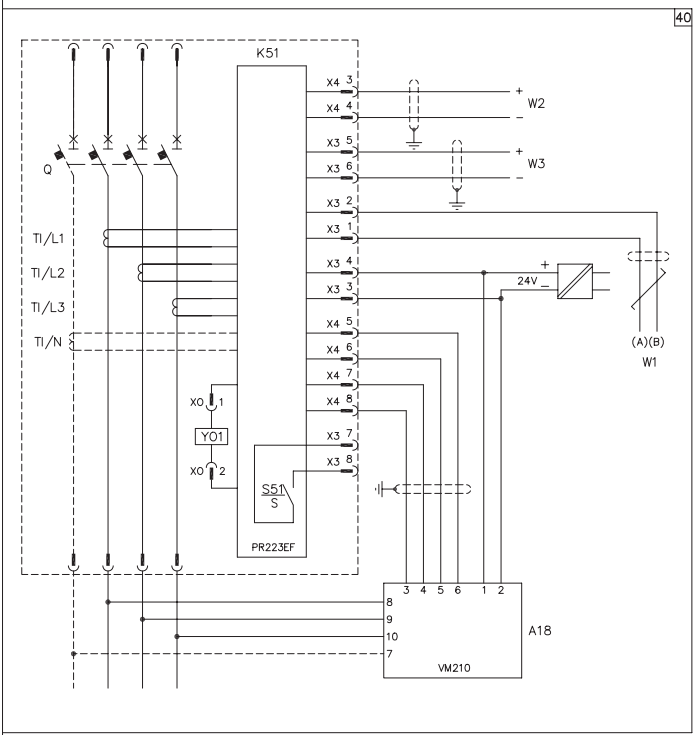 40
K51
X4 3
+
W2
X4 4
–
X3 5
+
W3
X3 6
–
Q
X3 2
X3 1
TI/L1
X3 4
+
24V
–
TI/L2
X3 3
TI/L3
X4 5
TI/N
X4 6
(A)(B)
W1
X4 7
X4 8
XO 1
YO1
X3 7
XO 2
X3 8
S51
S
PR223EF
3 4 5 6 1 2
8
9
10
7
A18
VM210